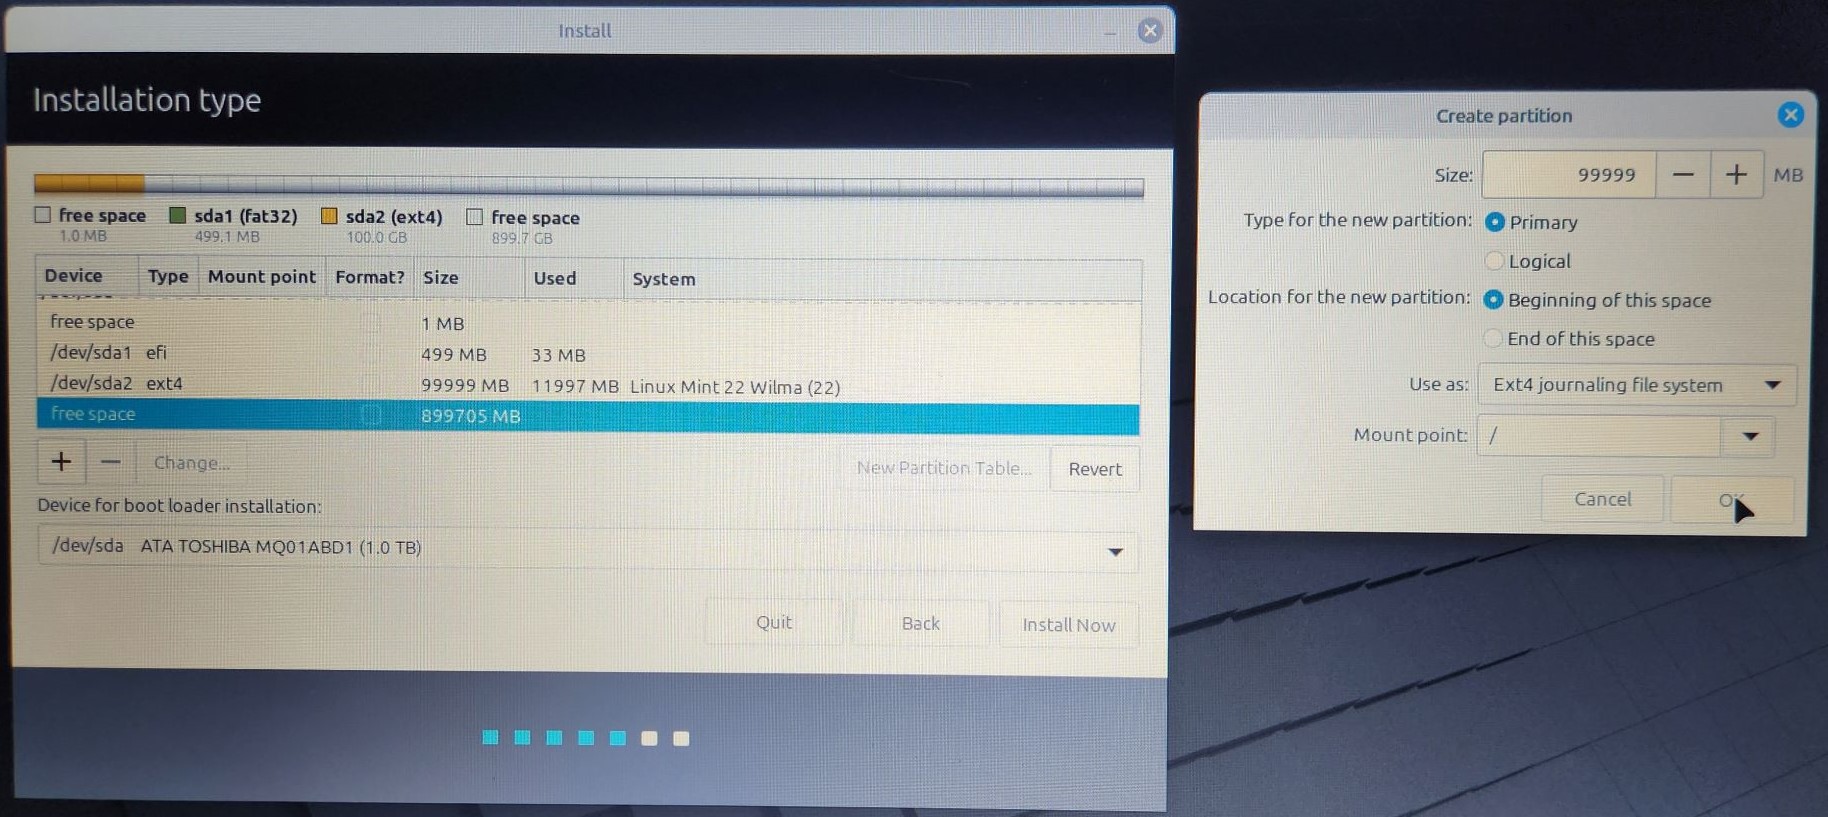 Install
Installation type
free space sda1 (fat32) sda2 (ext4) free space
1.0 MB 499.1 MB 100.0 GB 899.7 GB
Device Type Mount point Format? Size Used System
free space 1 MB
/dev/sda1 efi 499 MB 33 MB
/dev/sda2 ext4 99999 MB 11997 MB Linux Mint 22 Wilma (22)
free space 899705 MB
+ − Change... New Partition Table... Revert
Device for boot loader installation:
/dev/sda ATA TOSHIBA MQ01ABD1 (1.0 TB)
Quit Back Install Now
Create partition
Size: 99999 − + MB
Type for the new partition: Primary
Logical
Location for the new partition: Beginning of this space
End of this space
Use as: Ext4 journaling file system
Mount point: /
Cancel OK